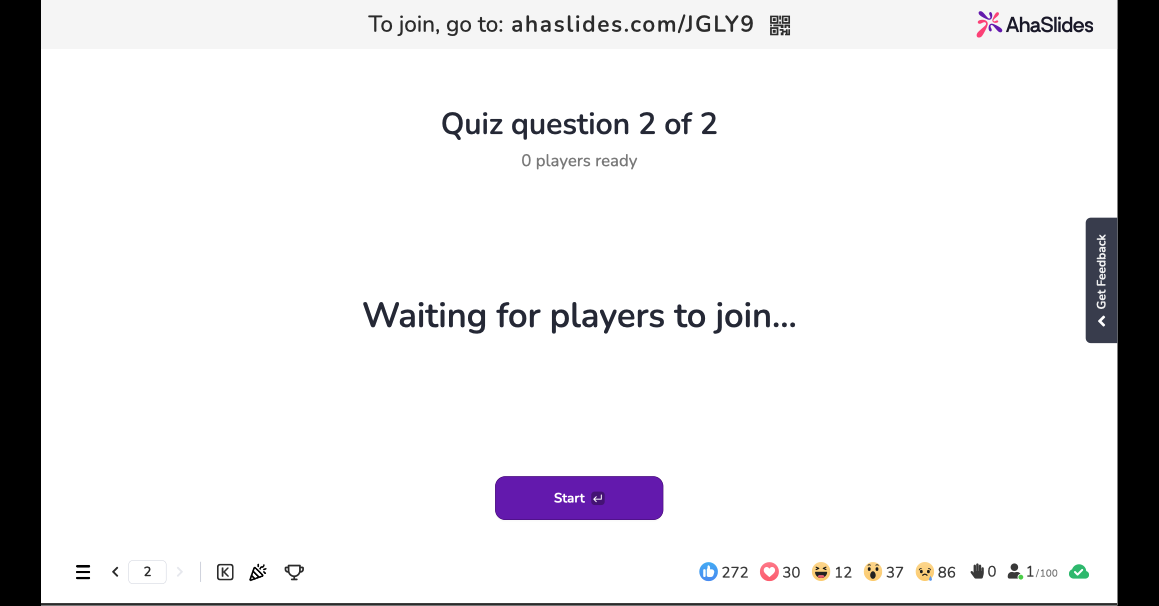 To join, go to: ahaslides.com/JGLY9
AhaSlides
Quiz question 2 of 2
0 players ready
Get Feedback
Waiting for players to join...
Start
2
K
272
30
12
37
86
0
1/100